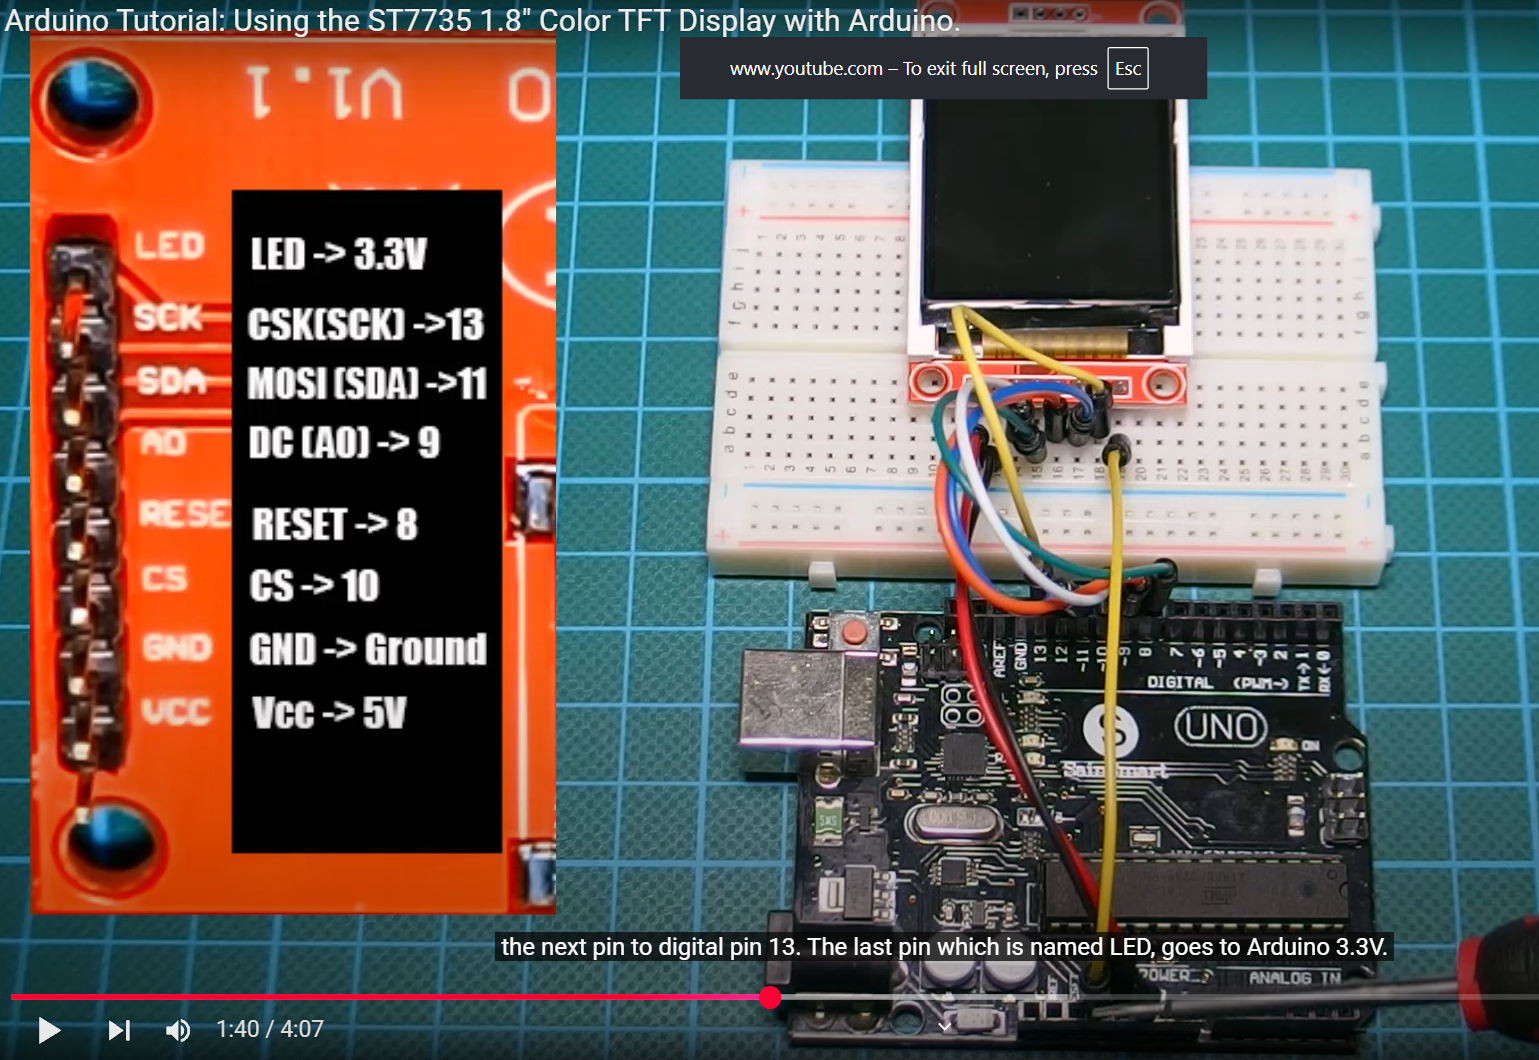 Arduino Tutorial: Using the ST7735 1.8" Color TFT Display with Arduino.
www.youtube.com – To exit full screen, press Esc
V1.1
LED
SCK
SDA
A0
RESE
CS
GND
VCC
LED -> 3.3V
CSK(SCK) ->13
MOSI (SDA) ->11
DC (A0) -> 9
RESET -> 8
CS -> 10
GND -> Ground
Vcc -> 5V
a b c d e
AREF
GND
13
12
~11
~10
~9
8
7
~6
~5
4
~3
2
TX→1
RX←0
DIGITAL (PWM~)
S
UNO
ON
Sainsmart
POWER
ANALOG IN
the next pin to digital pin 13. The last pin which is named LED, goes to Arduino 3.3V.
1:40 / 4:07